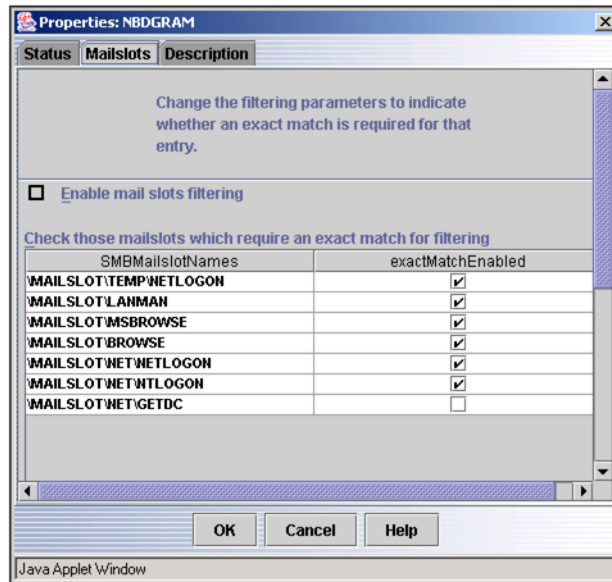 Properties: NBDGRAM
Status Mailslots Description
Change the filtering parameters to indicate
whether an exact match is required for that
entry.
Enable mail slots filtering
Check those mailslots which require an exact match for filtering
SMBMailslotNames exactMatchEnabled
\MAILSLOT\TEMP\NETLOGON
\MAILSLOT\LANMAN
\MAILSLOT\MSBROWSE
\MAILSLOT\BROWSE
\MAILSLOT\NET\NETLOGON
\MAILSLOT\NET\NTLOGON
\MAILSLOT\NET\GETDC
OK Cancel Help
Java Applet Window